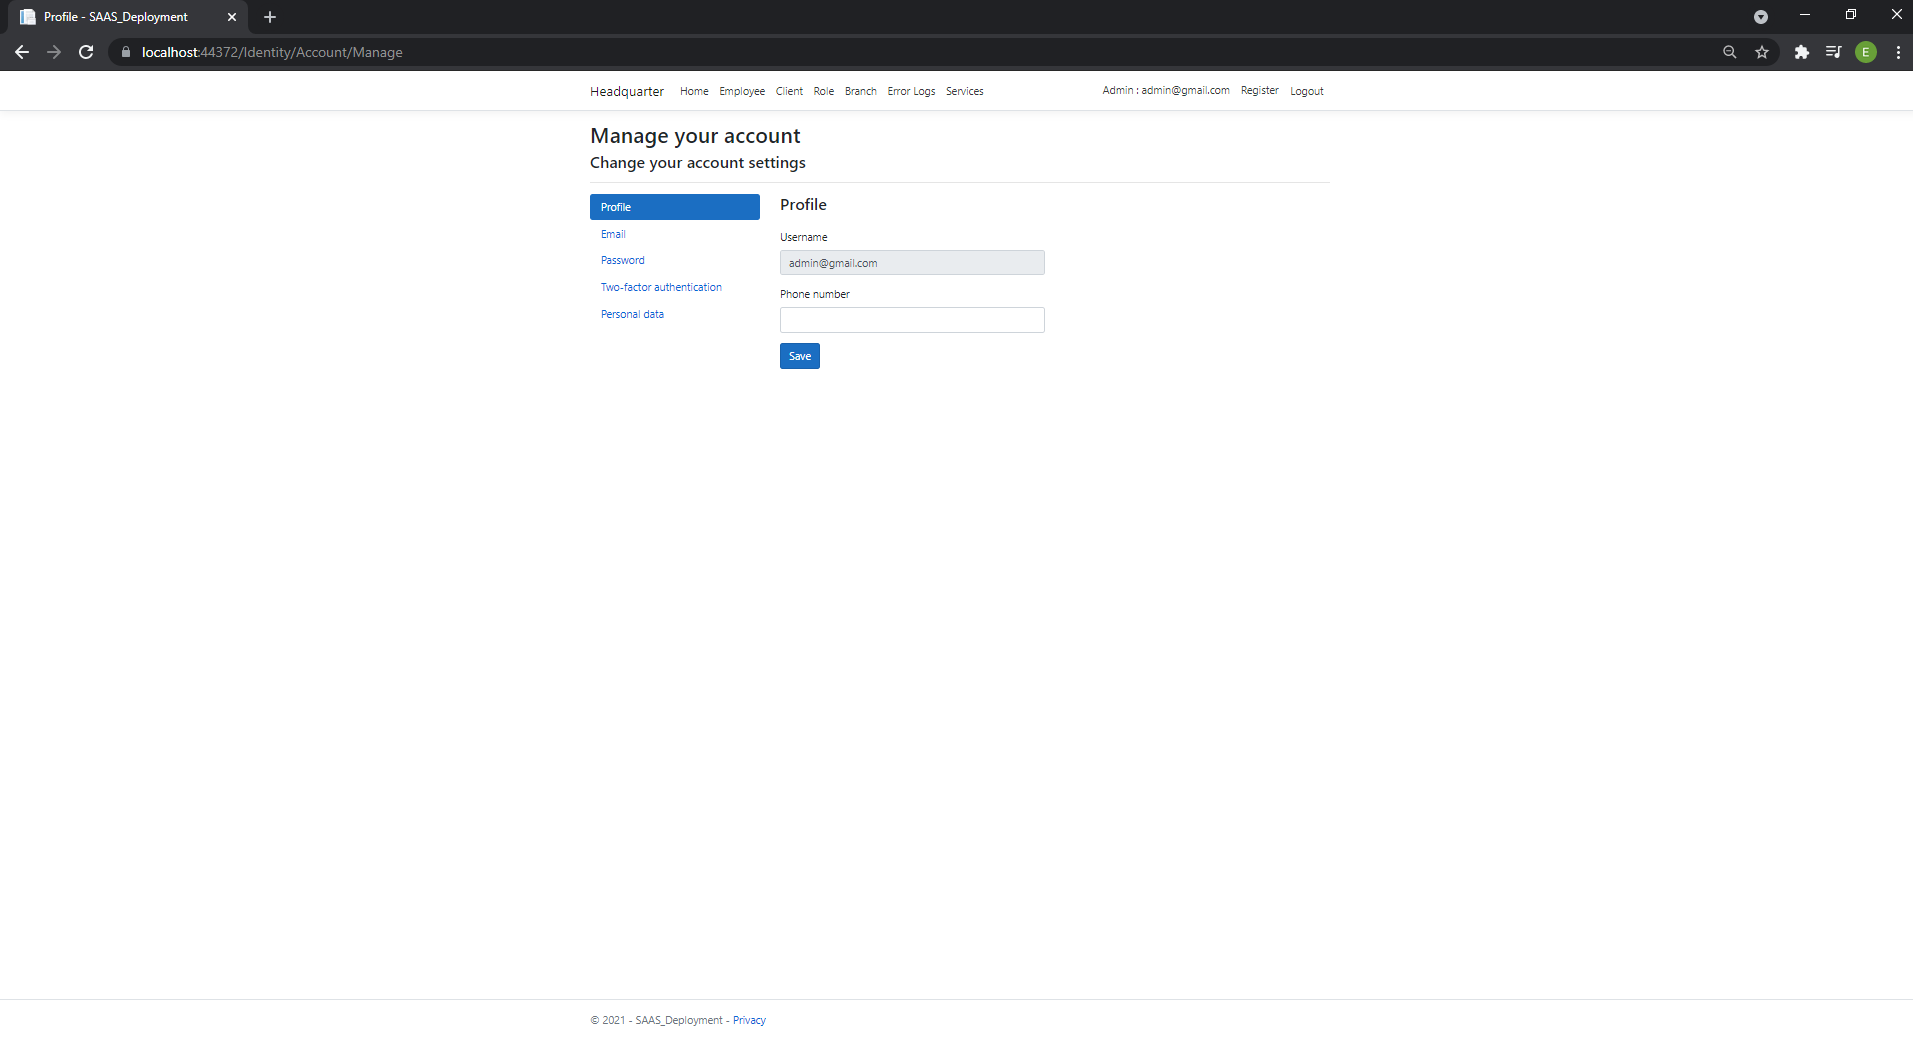 Profile - SAAS_Deployment
localhost:44372/Identity/Account/Manage
E
Headquarter Home Employee Client Role Branch Error Logs Services Admin : admin@gmail.com Register Logout
Manage your account
Change your account settings
Profile
Email
Password
Two-factor authentication
Personal data
Profile
Username
admin@gmail.com
Phone number
Save
© 2021 - SAAS_Deployment - Privacy